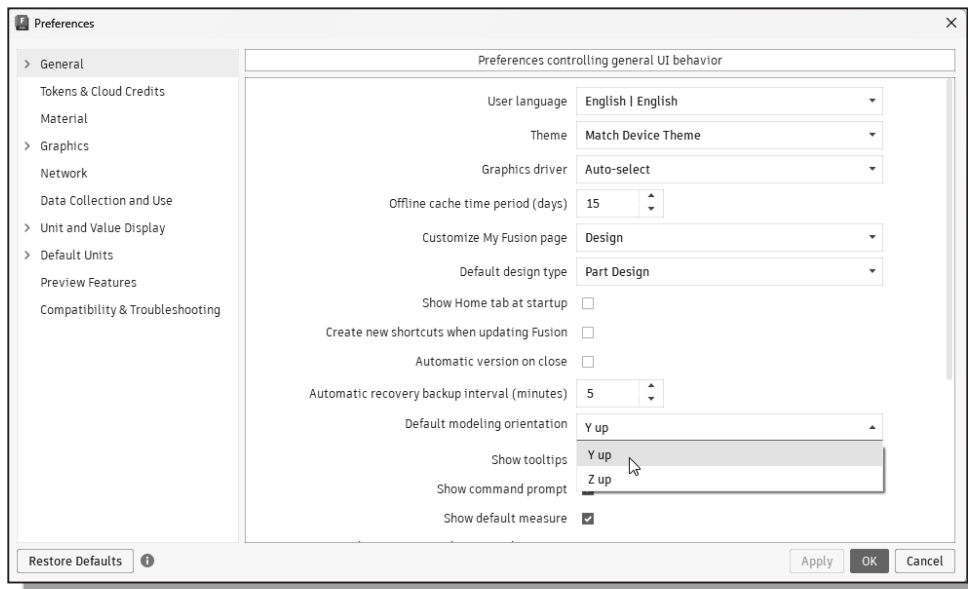 Preferences
General
Tokens & Cloud Credits
Material
Graphics
Network
Data Collection and Use
Unit and Value Display
Default Units
Preview Features
Compatibility & Troubleshooting
Preferences controlling general UI behavior
User language English | English
Theme Match Device Theme
Graphics driver Auto-select
Offline cache time period (days) 15
Customize My Fusion page Design
Default design type Part Design
Show Home tab at startup
Create new shortcuts when updating Fusion
Automatic version on close
Automatic recovery backup interval (minutes) 5
Default modeling orientation Y up
Y up
Show tooltips
Z up
Show command prompt
Show default measure
Restore Defaults
Apply OK Cancel